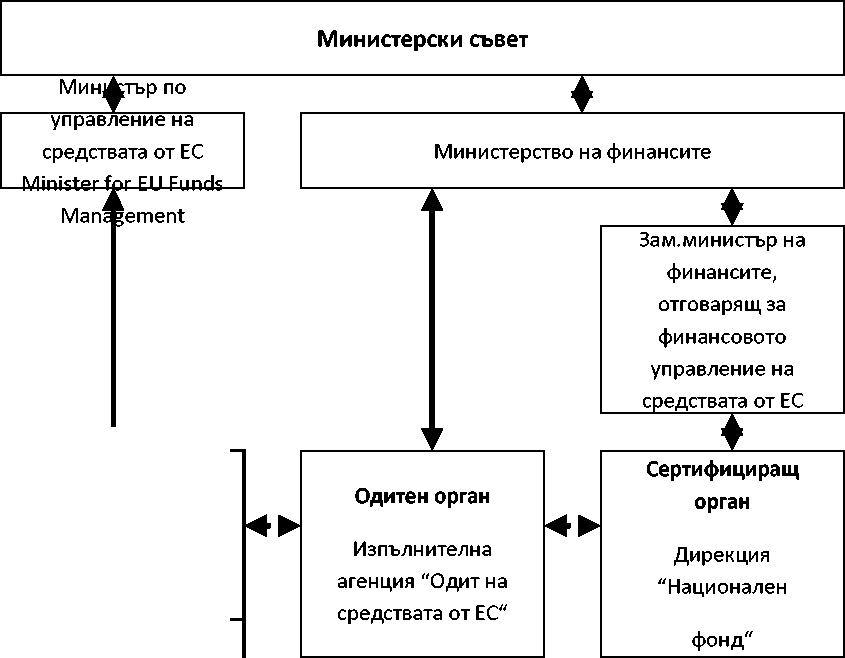 Министерски съвет
Министър по
управление на
средствата от ЕС
Minister for EU Funds
Management
Министерство на финансите
Зам.министър на
финансите,
отговарящ за
финансовото
управление на
средствата от ЕС
Одитен орган
Изпълнителна
агенция “Одит на
средствата от ЕС“
Сертифициращ
орган
Дирекция
“Национален
фонд“